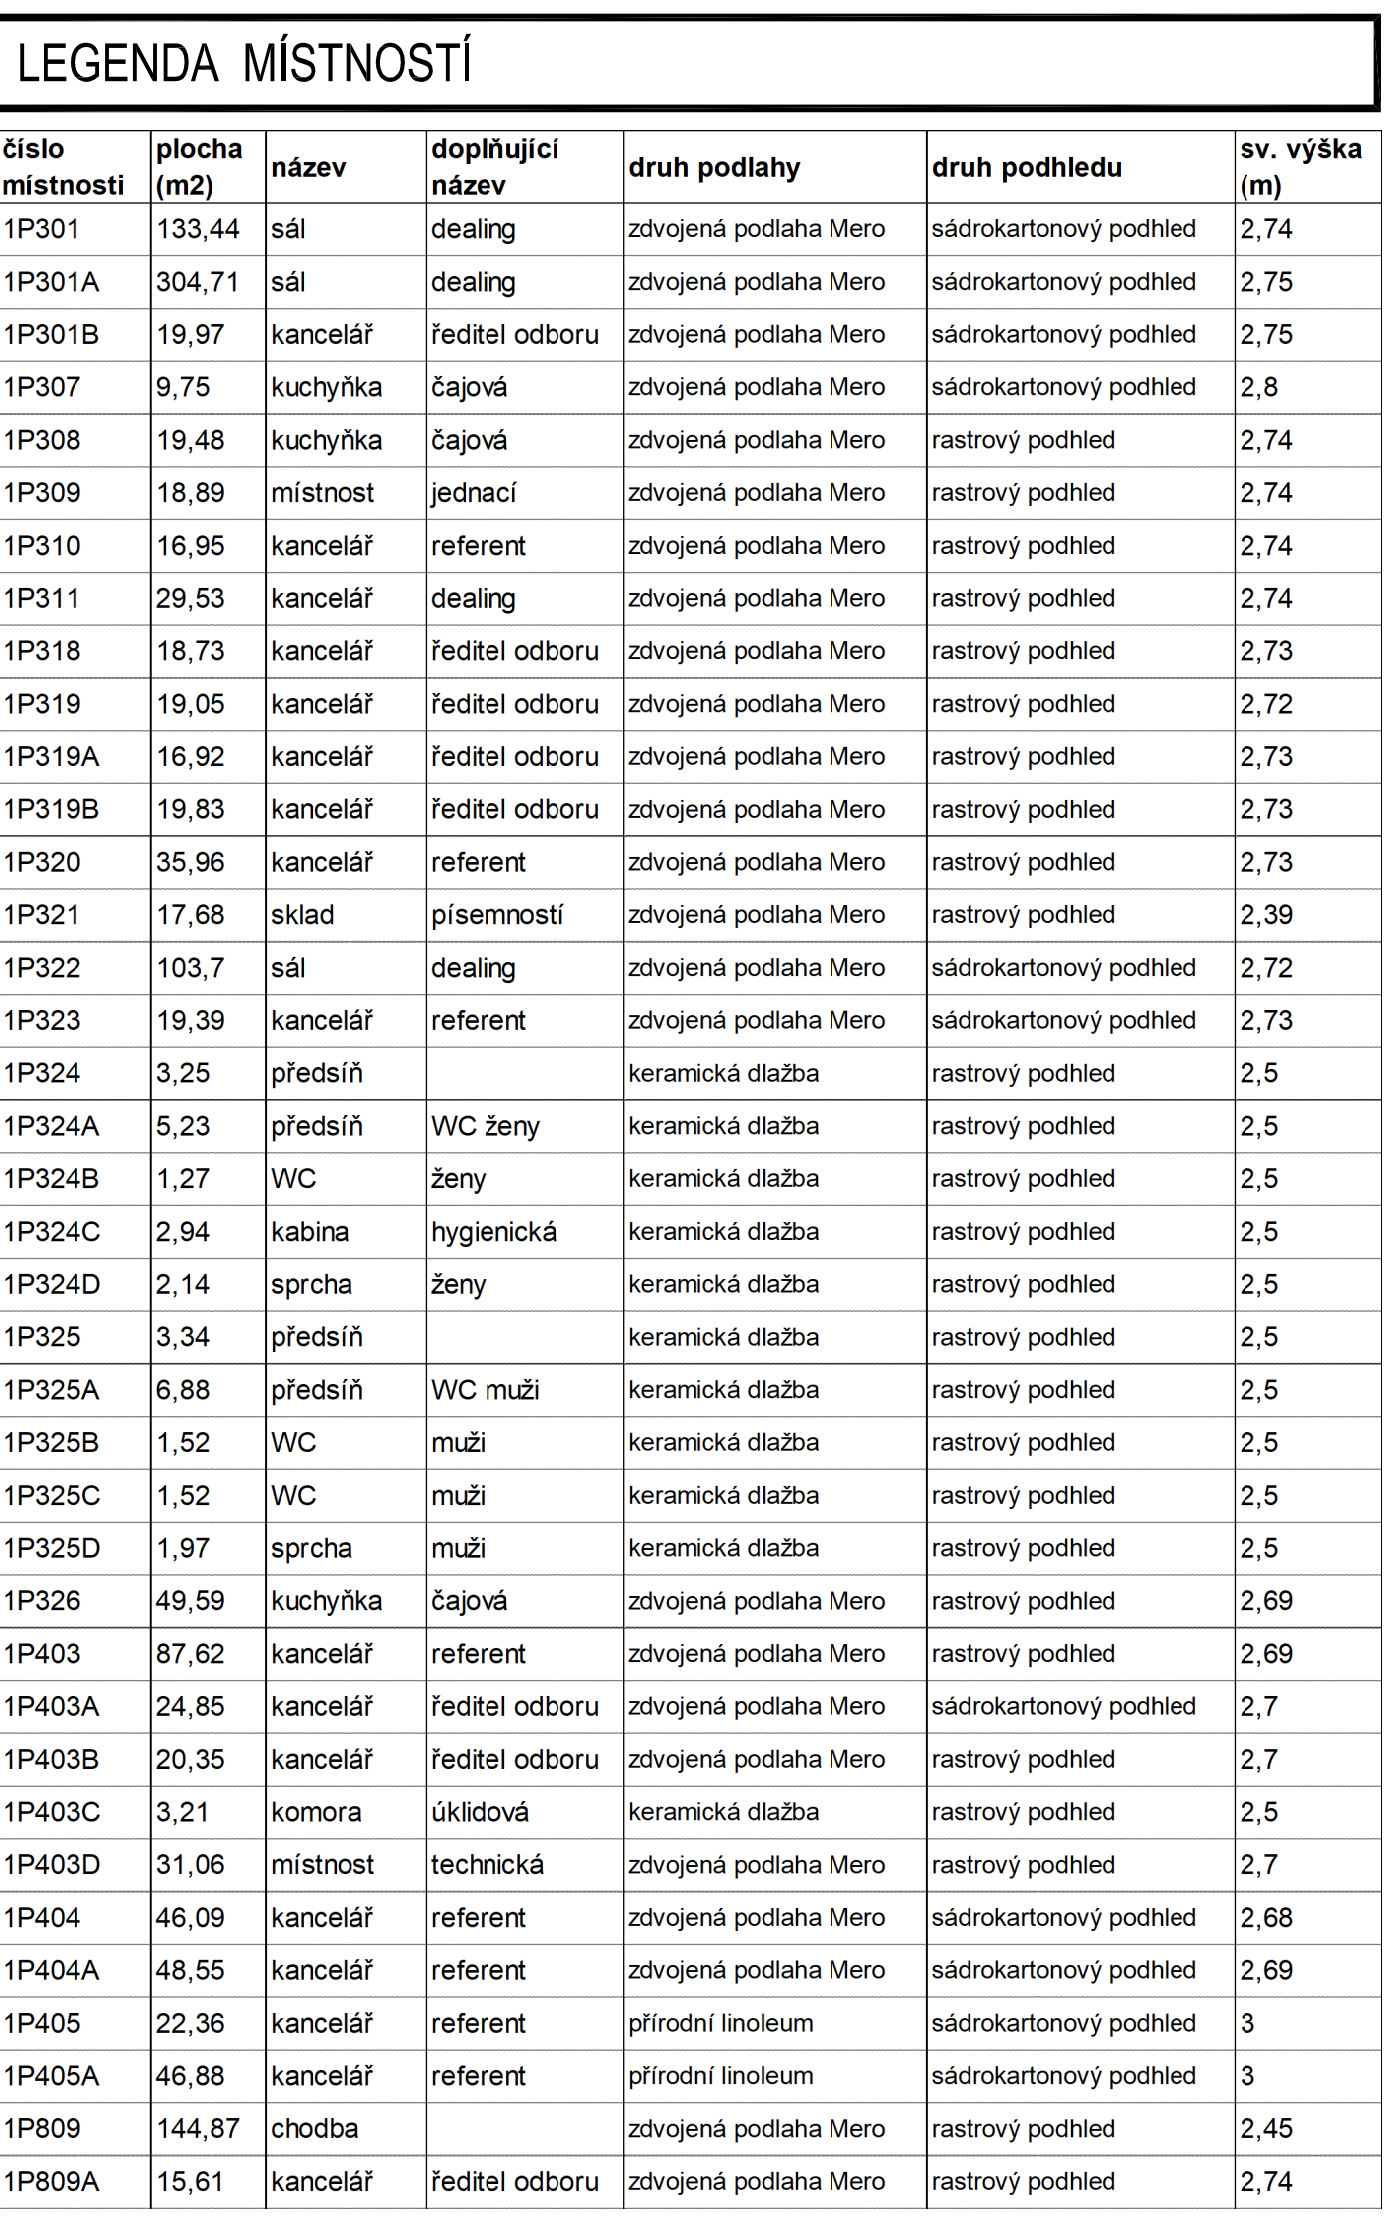 LEGENDA MÍSTNOSTÍ
číslo místnosti plocha (m2) název doplňující název druh podlahy druh podhledu sv. výška (m)
1P301 133,44 sál dealing zdvojená podlaha Mero sádrokartonový podhled 2,74
1P301A 304,71 sál dealing zdvojená podlaha Mero sádrokartonový podhled 2,75
1P301B 19,97 kancelář ředitel odboru zdvojená podlaha Mero sádrokartonový podhled 2,75
1P307 9,75 kuchyňka čajová zdvojená podlaha Mero sádrokartonový podhled 2,8
1P308 19,48 kuchyňka čajová zdvojená podlaha Mero rastrový podhled 2,74
1P309 18,89 místnost jednací zdvojená podlaha Mero rastrový podhled 2,74
1P310 16,95 kancelář referent zdvojená podlaha Mero rastrový podhled 2,74
1P311 29,53 kancelář dealing zdvojená podlaha Mero rastrový podhled 2,74
1P318 18,73 kancelář ředitel odboru zdvojená podlaha Mero rastrový podhled 2,73
1P319 19,05 kancelář ředitel odboru zdvojená podlaha Mero rastrový podhled 2,72
1P319A 16,92 kancelář ředitel odboru zdvojená podlaha Mero rastrový podhled 2,73
1P319B 19,83 kancelář ředitel odboru zdvojená podlaha Mero rastrový podhled 2,73
1P320 35,96 kancelář referent zdvojená podlaha Mero rastrový podhled 2,73
1P321 17,68 sklad písemností zdvojená podlaha Mero rastrový podhled 2,39
1P322 103,7 sál dealing zdvojená podlaha Mero sádrokartonový podhled 2,72
1P323 19,39 kancelář referent zdvojená podlaha Mero sádrokartonový podhled 2,73
1P324 3,25 předsíň keramická dlažba rastrový podhled 2,5
1P324A 5,23 předsíň WC ženy keramická dlažba rastrový podhled 2,5
1P324B 1,27 WC ženy keramická dlažba rastrový podhled 2,5
1P324C 2,94 kabina hygienická keramická dlažba rastrový podhled 2,5
1P324D 2,14 sprcha ženy keramická dlažba rastrový podhled 2,5
1P325 3,34 předsíň keramická dlažba rastrový podhled 2,5
1P325A 6,88 předsíň WC muži keramická dlažba rastrový podhled 2,5
1P325B 1,52 WC muži keramická dlažba rastrový podhled 2,5
1P325C 1,52 WC muži keramická dlažba rastrový podhled 2,5
1P325D 1,97 sprcha muži keramická dlažba rastrový podhled 2,5
1P326 49,59 kuchyňka čajová zdvojená podlaha Mero rastrový podhled 2,69
1P403 87,62 kancelář referent zdvojená podlaha Mero rastrový podhled 2,69
1P403A 24,85 kancelář ředitel odboru zdvojená podlaha Mero sádrokartonový podhled 2,7
1P403B 20,35 kancelář ředitel odboru zdvojená podlaha Mero rastrový podhled 2,7
1P403C 3,21 komora úklidová keramická dlažba rastrový podhled 2,5
1P403D 31,06 místnost technická zdvojená podlaha Mero rastrový podhled 2,7
1P404 46,09 kancelář referent zdvojená podlaha Mero sádrokartonový podhled 2,68
1P404A 48,55 kancelář referent zdvojená podlaha Mero sádrokartonový podhled 2,69
1P405 22,36 kancelář referent přírodní linoleum sádrokartonový podhled 3
1P405A 46,88 kancelář referent přírodní linoleum sádrokartonový podhled 3
1P809 144,87 chodba zdvojená podlaha Mero rastrový podhled 2,45
1P809A 15,61 kancelář ředitel odboru zdvojená podlaha Mero rastrový podhled 2,74